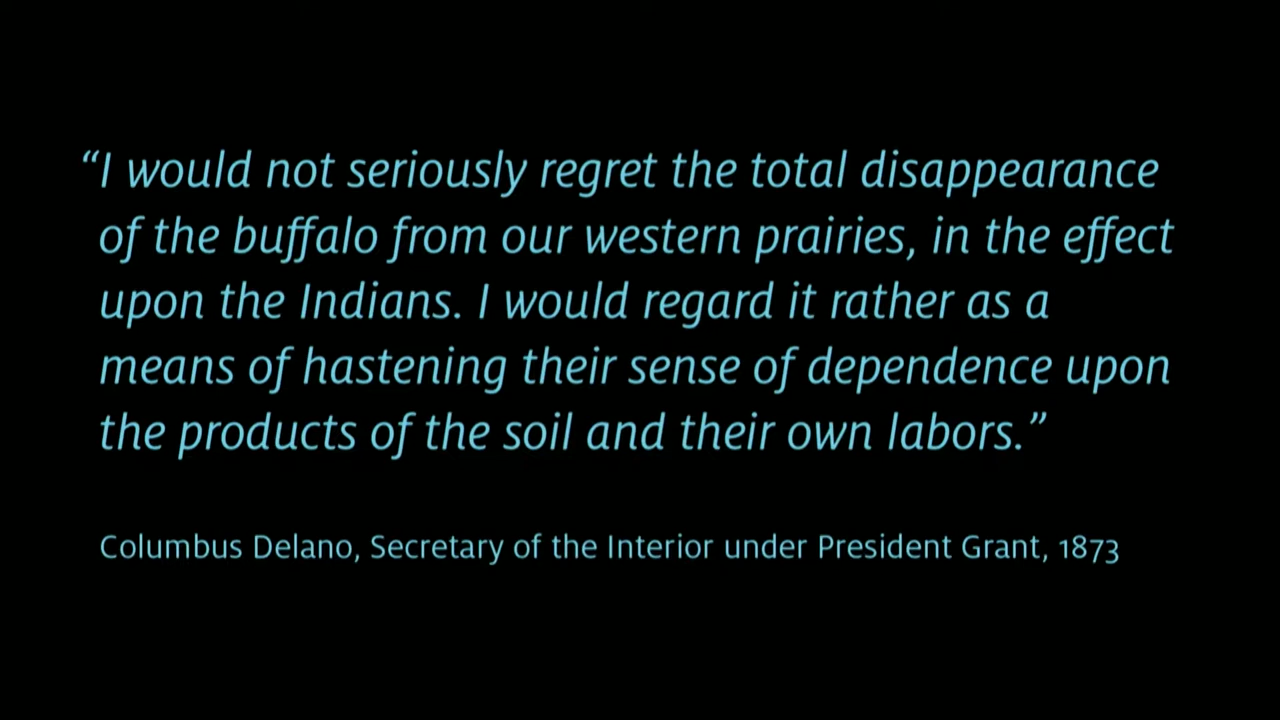 “I would not seriously regret the total disappearance
of the buffalo from our western prairies, in the effect
upon the Indians. I would regard it rather as a
means of hastening their sense of dependence upon
the products of the soil and their own labors.”
Columbus Delano, Secretary of the Interior under President Grant, 1873